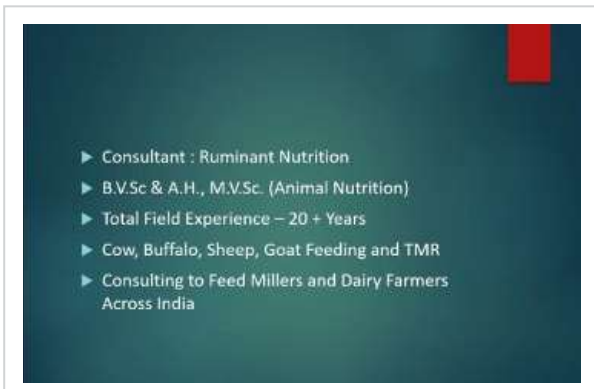 Consultant : Ruminant Nutrition
B.V.Sc & A.H., M.V.Sc. (Animal Nutrition)
Total Field Experience – 20 + Years
Cow, Buffalo, Sheep, Goat Feeding and TMR
Consulting to Feed Millers and Dairy Farmers
Across India